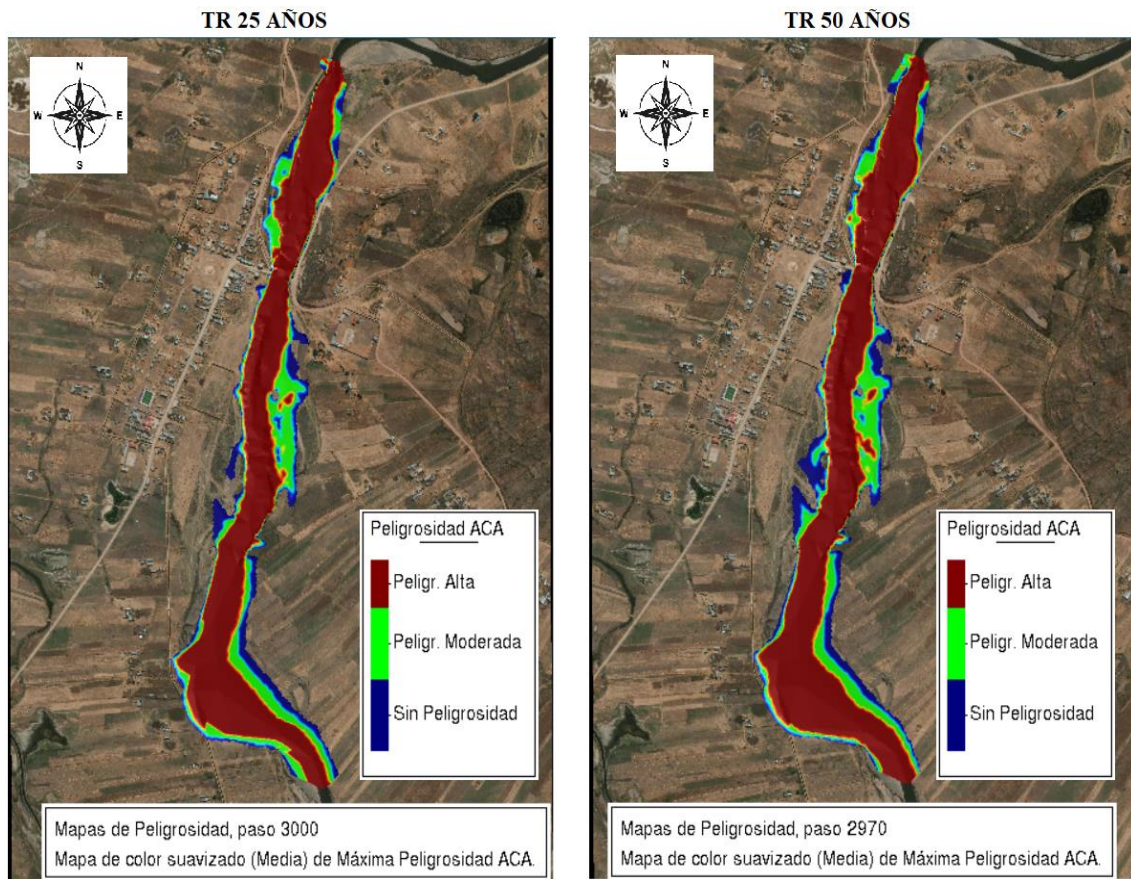 TR 25 AÑOS
N
W
E
S
Peligrosidad ACA
Peligr. Alta
Peligr. Moderada
Sin Peligrosidad
Mapas de Peligrosidad, paso 3000
Mapa de color suavizado (Media) de Máxima Peligrosidad ACA.
TR 50 AÑOS
N
W
E
S
Peligrosidad ACA
Peligr. Alta
Peligr. Moderada
Sin Peligrosidad
Mapas de Peligrosidad, paso 2970
Mapa de color suavizado (Media) de Máxima Peligrosidad ACA.